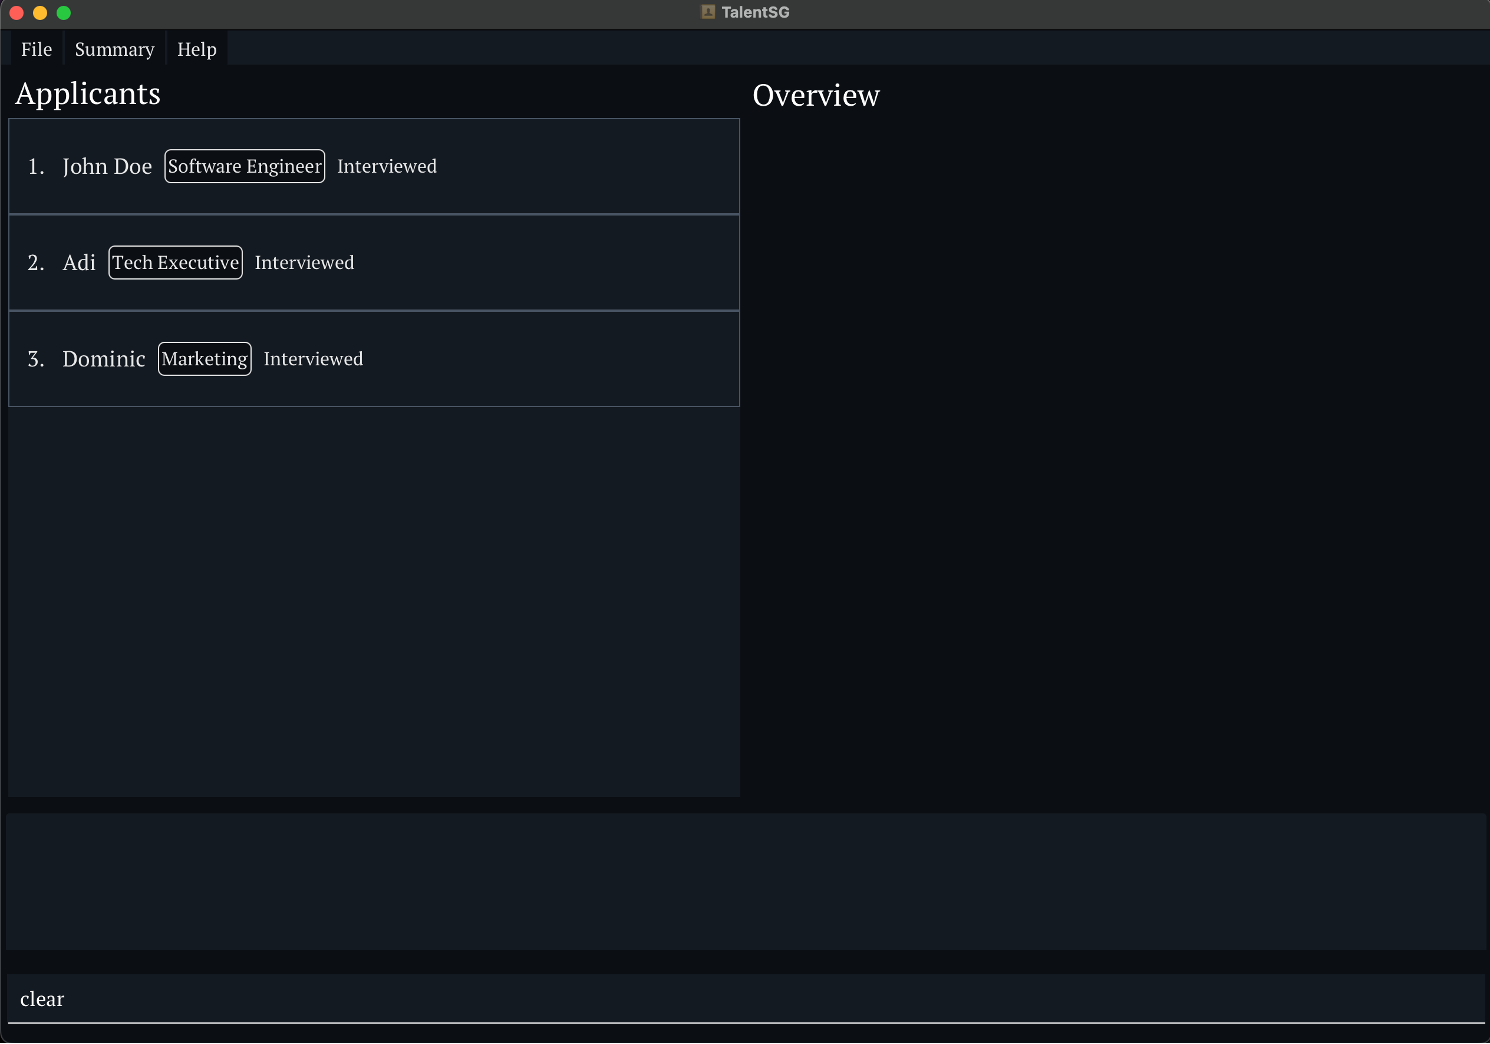 TalentSG
File Summary Help
Applicants
1. John Doe Software Engineer Interviewed
2. Adi Tech Executive Interviewed
3. Dominic Marketing Interviewed
Overview
clear